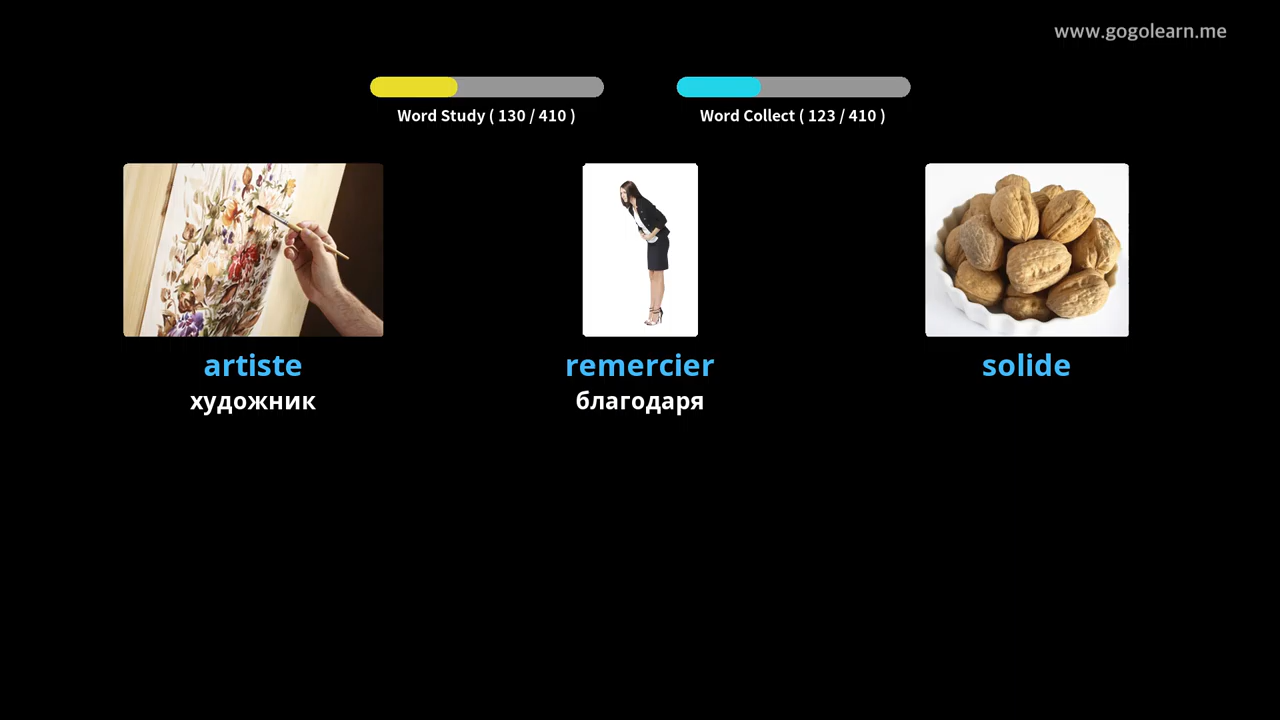 www.gogolearn.me
Word Study ( 130 / 410 )
Word Collect ( 123 / 410 )
artiste
художник
remercier
благодаря
solide